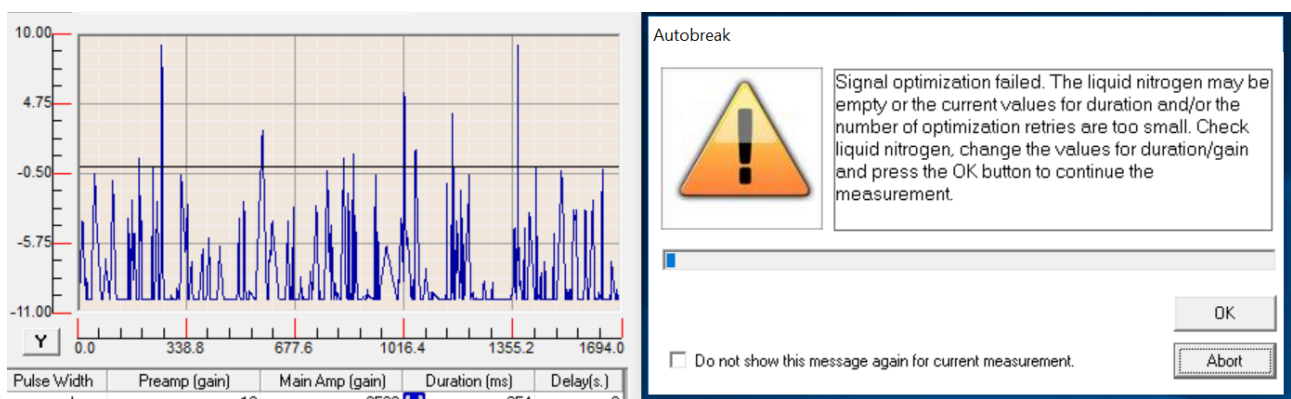 10.00
4.75
-0.50
-5.75
-11.00
Y
0.0 338.8 677.6 1016.4 1355.2 1694.0
Pulse Width Preamp (gain) Main Amp (gain) Duration (ms) Delay(s.)
Autobreak
Signal optimization failed. The liquid nitrogen may be
empty or the current values for duration and/or the
number of optimization retries are too small. Check
liquid nitrogen, change the values for duration/gain
and press the OK button to continue the
measurement.
OK
Do not show this message again for current measurement.
Abort